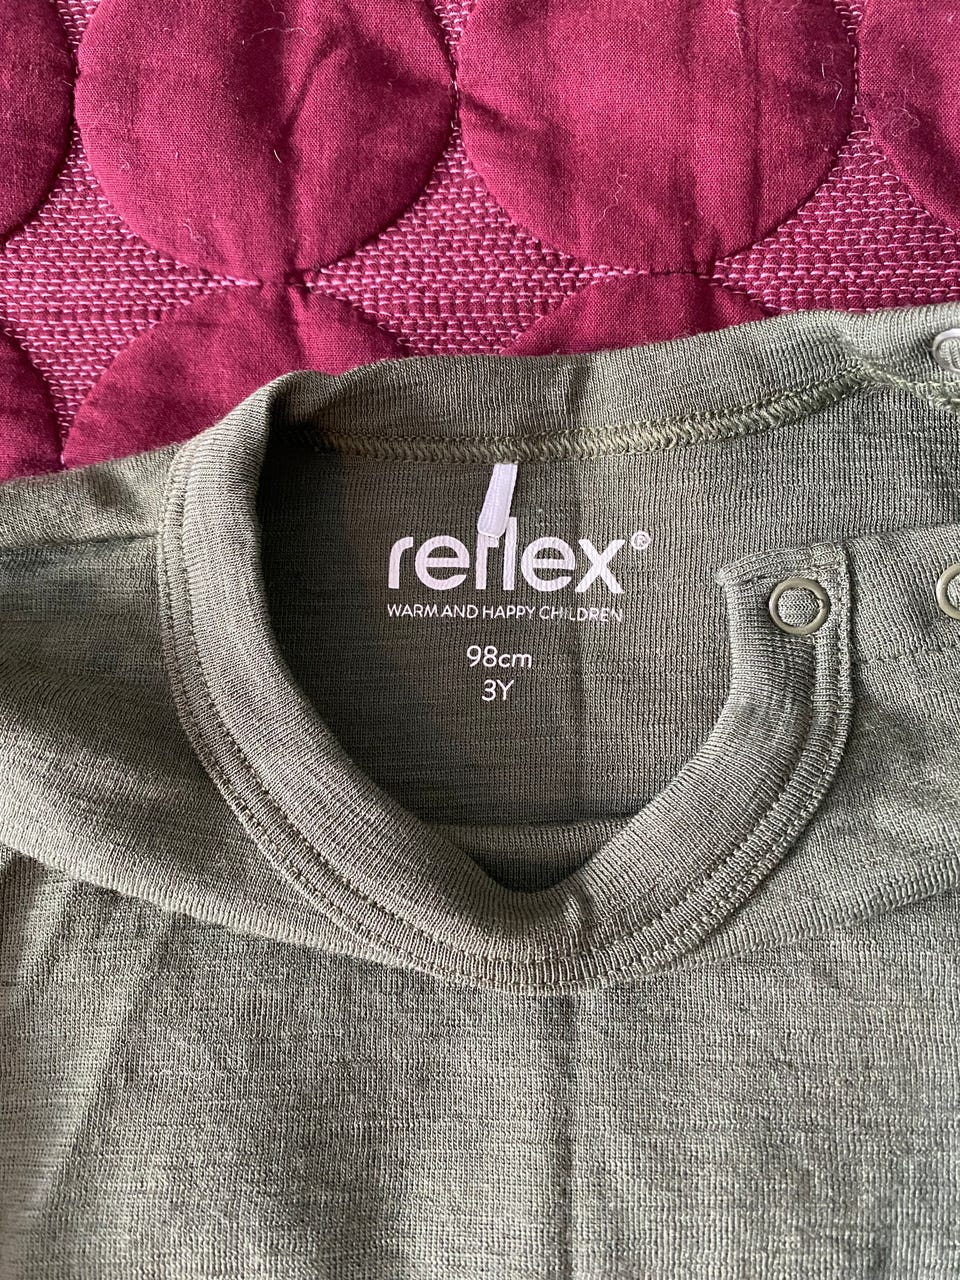 reflex®
WARM AND HAPPY CHILDREN
98cm
3Y